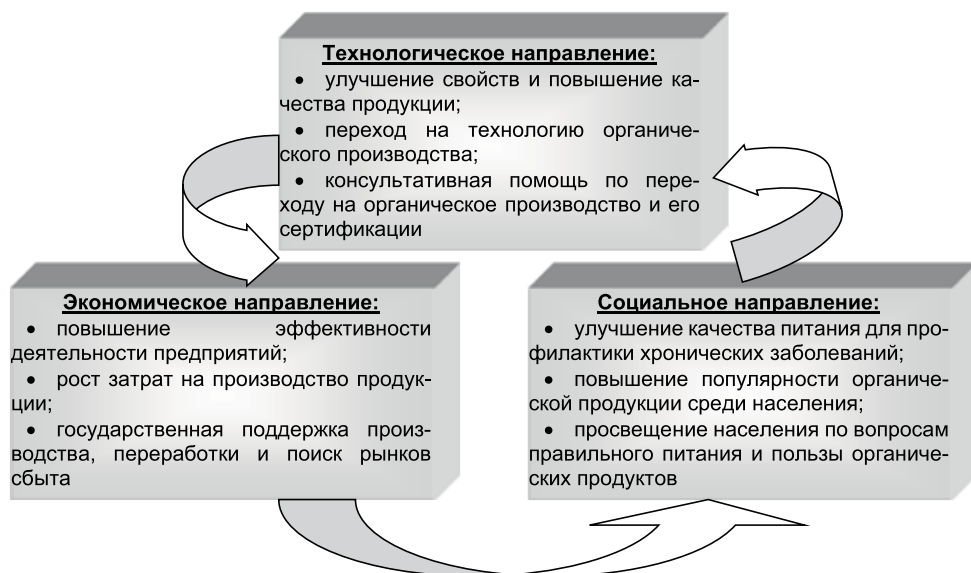 Технологическое направление:
• улучшение свойств и повышение ка-
чества продукции;
• переход на технологию органиче-
ского производства;
• консультативная помощь по пере-
ходу на органическое производство и его
сертификации
Экономическое направление:
• повышение эффективности
деятельности предприятий;
• рост затрат на производство продук-
ции;
• государственная поддержка произ-
водства, переработки и поиск рынков
сбыта
Социальное направление:
• улучшение качества питания для про-
филактики хронических заболеваний;
• повышение популярности органиче-
ской продукции среди населения;
• просвещение населения по вопросам
правильного питания и пользы органиче-
ских продуктов